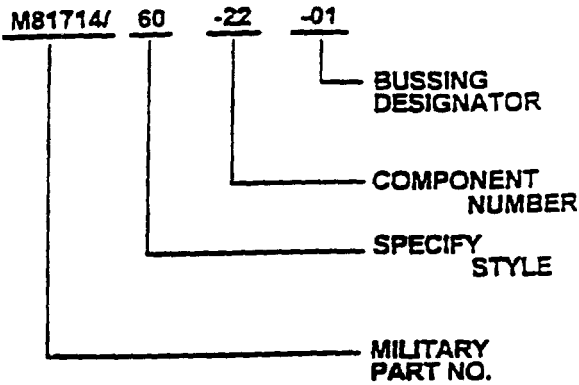 M81714/ 60 -22 -01
BUSSING
DESIGNATOR
COMPONENT
NUMBER
SPECIFY
STYLE
MILITARY
PART NO.